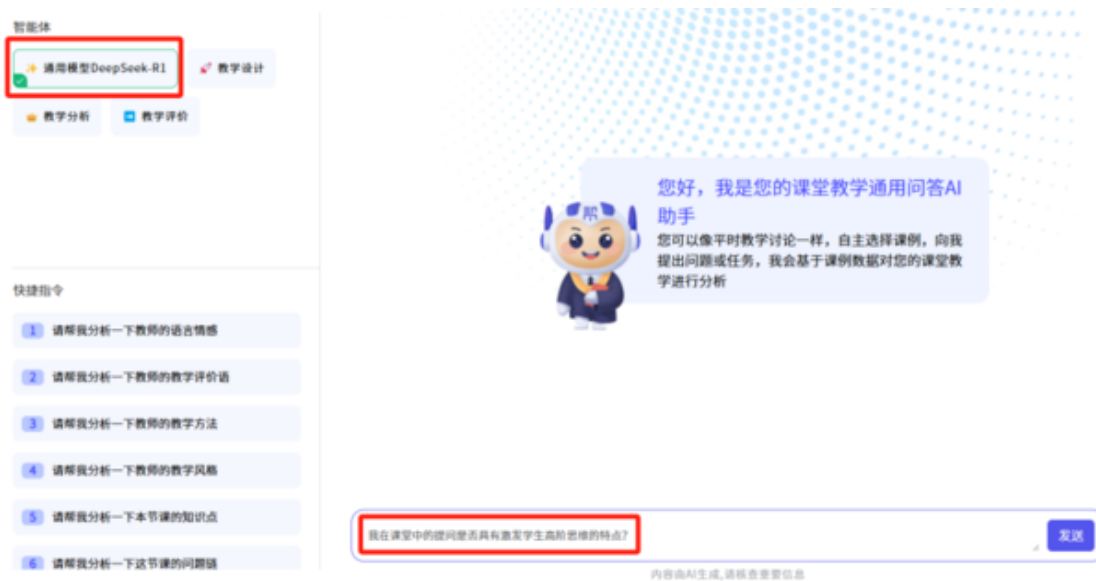 智能体
通用模型DeepSeek-R1
教学设计
教学分析
教学评价
帮
您好，我是您的课堂教学通用问答AI
助手
您可以像平时教学讨论一样，自主选择课例，向我
提出问题或任务，我会基于课例数据对您的课堂教
学进行分析
快捷指令
1 请帮我分析一下教师的语言情感
2 请帮我分析一下教师的教学评价语
3 请帮我分析一下教师的教学方法
4 请帮我分析一下教师的教学风格
5 请帮我分析一下本节课的知识点
6 请帮我分析一下这节课的问题链
我在课堂中的提问是否具有激发学生高阶思维的特点?
发送
内容由AI生成,请核查重要信息